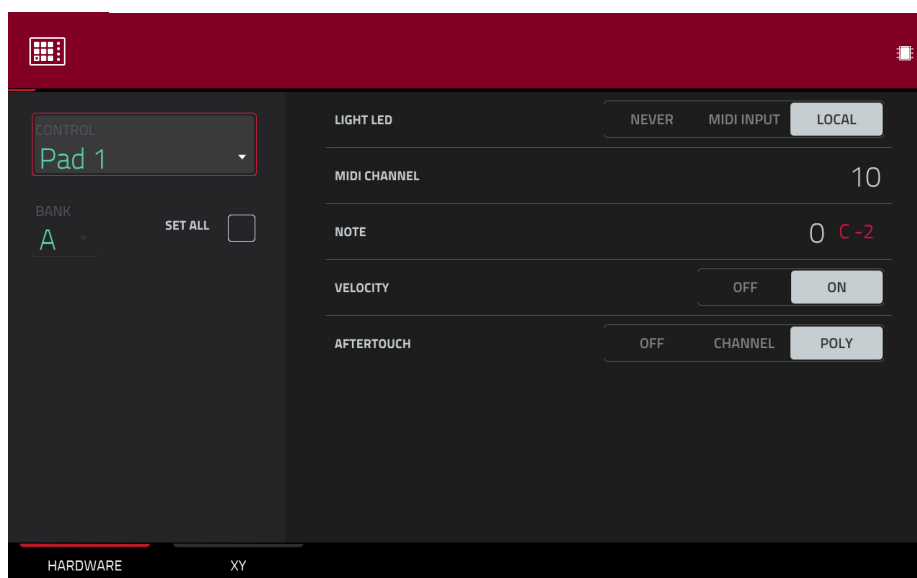 CONTROL
Pad 1
BANK
A
SET ALL
LIGHT LED NEVER MIDI INPUT LOCAL
MIDI CHANNEL 10
NOTE 0 C -2
VELOCITY OFF ON
AFTERTOUCH OFF CHANNEL POLY
HARDWARE XY